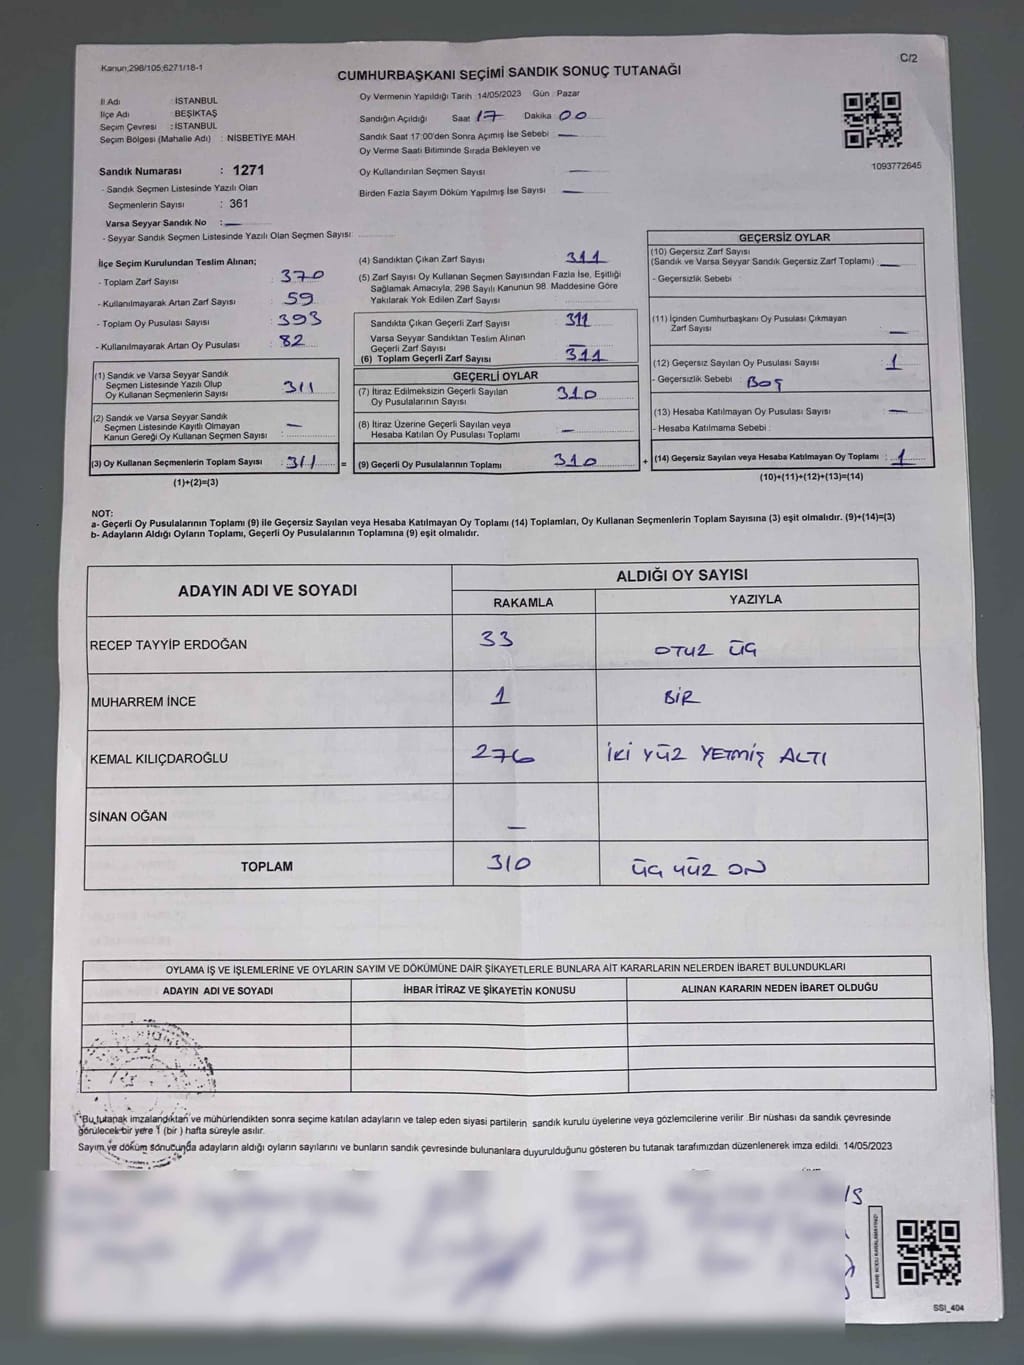 Kanun;298/105,6271/18-1
C/2
CUMHURBAŞKANI SEÇİMİ SANDIK SONUÇ TUTANAĞI
İl Adı : İSTANBUL
İlçe Adı : BEŞİKTAŞ
Seçim Çevresi : İSTANBUL
Seçim Bölgesi (Mahalle Adı) : NİSBETİYE MAH.
Oy Vermenin Yapıldığı Tarih :14/05/2023 Gün : Pazar
Sandığın Açıldığı Saat 17 Dakika 00
Sandık Saat 17:00'den Sonra Açımış İse Sebebi : —
Oy Verme Saati Bitiminde Sırada Bekleyen ve
Oy Kullandırılan Seçmen Sayısı —
Birden Fazla Sayım Döküm Yapılmış İse Sayısı —
1093772645
Sandık Numarası : 1271
- Sandık Seçmen Listesinde Yazılı Olan
Seçmenlerin Sayısı : 361
Varsa Seyyar Sandık No : —
- Seyyar Sandık Seçmen Listesinde Yazılı Olan Seçmen Sayısı:
İlçe Seçim Kurulundan Teslim Alınan;
- Toplam Zarf Sayısı : 370
- Kullanılmayarak Artan Zarf Sayısı : 59
- Toplam Oy Pusulası Sayısı : 393
- Kullanılmayarak Artan Oy Pusulası : 82
(1) Sandık ve Varsa Seyyar Sandık
Seçmen Listesinde Yazılı Olup
Oy Kullanan Seçmenlerin Sayısı : 311
(2) Sandık ve Varsa Seyyar Sandık
Seçmen Listesinde Kayıtlı Olmayan
Kanun Gereği Oy Kullanan Seçmen Sayısı : —
(3) Oy Kullanan Seçmenlerin Toplam Sayısı : 311 =
(1)+(2)=(3)
(4) Sandıktan Çıkan Zarf Sayısı : 311
(5) Zarf Sayısı Oy Kullanan Seçmen Sayısından Fazla İse, Eşitliği
Sağlamak Amacıyla, 298 Sayılı Kanunun 98. Maddesine Göre
Yakılarak Yok Edilen Zarf Sayısı :
Sandıkta Çıkan Geçerli Zarf Sayısı : 311
Varsa Seyyar Sandıktan Teslim Alınan
Geçerli Zarf Sayısı : —
(6) Toplam Geçerli Zarf Sayısı : 311
GEÇERLİ OYLAR
(7) İtiraz Edilmeksizin Geçerli Sayılan
Oy Pusulalarının Sayısı : 310
(8) İtiraz Üzerine Geçerli Sayılan veya
Hesaba Katılan Oy Pusulası Toplamı : —
(9) Geçerli Oy Pusulalarının Toplamı : 310 +
GEÇERSİZ OYLAR
(10) Geçersiz Zarf Sayısı
(Sandık ve Varsa Seyyar Sandık Geçersiz Zarf Toplamı) : —
- Geçersizlik Sebebi :
(11) İçinden Cumhurbaşkanı Oy Pusulası Çıkmayan
Zarf Sayısı : —
(12) Geçersiz Sayılan Oy Pusulası Sayısı : 1
- Geçersizlik Sebebi : BOŞ
(13) Hesaba Katılmayan Oy Pusulası Sayısı : —
- Hesaba Katılmama Sebebi :
(14) Geçersiz Sayılan veya Hesaba Katılmayan Oy Toplamı : 1
(10)+(11)+(12)+(13)=(14)
NOT:
a- Geçerli Oy Pusulalarının Toplamı (9) ile Geçersiz Sayılan veya Hesaba Katılmayan Oy Toplamı (14) Toplamları, Oy Kullanan Seçmenlerin Toplam Sayısına (3) eşit olmalıdır. (9)+(14)=(3)
b- Adayların Aldığı Oyların Toplamı, Geçerli Oy Pusulalarının Toplamına (9) eşit olmalıdır.
ADAYIN ADI VE SOYADI
ALDIĞI OY SAYISI
RAKAMLA YAZIYLA
RECEP TAYYİP ERDOĞAN 33 OTUZ ÜÇ
MUHARREM İNCE 1 BİR
KEMAL KILIÇDAROĞLU 276 İKİ YÜZ YETMİŞ ALTI
SİNAN OĞAN —
TOPLAM 310 ÜÇ YÜZ ON
OYLAMA İŞ VE İŞLEMLERİNE VE OYLARIN SAYIM VE DÖKÜMÜNE DAİR ŞİKAYETLERLE BUNLARA AİT KARARLARIN NELERDEN İBARET BULUNDUKLARI
ADAYIN ADI VE SOYADI İHBAR İTİRAZ VE ŞİKAYETİN KONUSU ALINAN KARARIN NEDEN İBARET OLDUĞU
"Bu tutanak imzalandıktan ve mühürlendikten sonra seçime katılan adayların ve talep eden siyasi partilerin sandık kurulu üyelerine veya gözlemcilerine verilir .Bir nüshası da sandık çevresinde
görülecek bir yere 1 (bir ) hafta süreyle asılır.
Sayım ve döküm sonucunda adayların aldığı oyların sayılarını ve bunların sandık çevresinde bulunanlara duyurulduğunu gösteren bu tutanak tarafımızdan düzenlenerek imza edildi. 14/05/2023
SSI_404